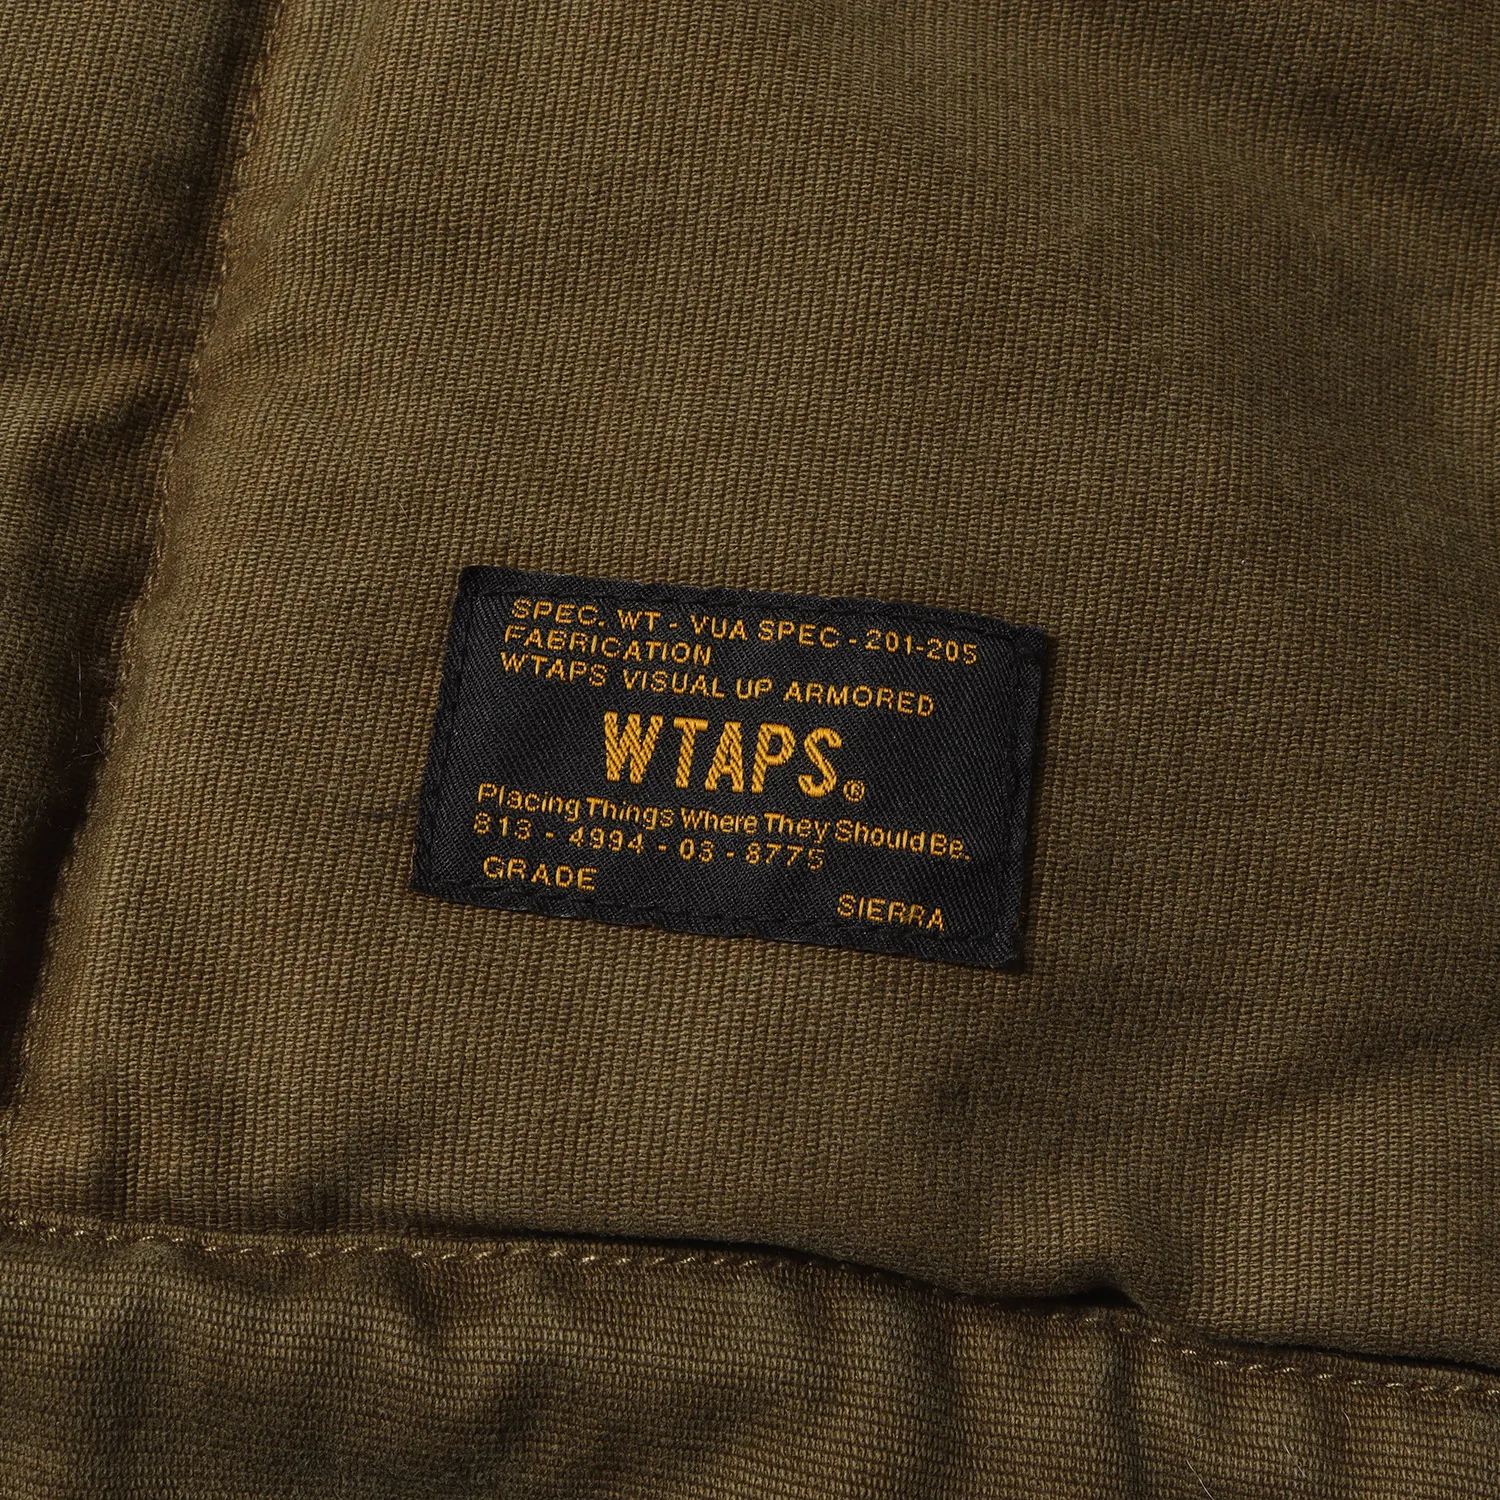 SPEC. WT - VUA SPEC - 201-205
FABRICATION
WTAPS VISUAL UP ARMORED
WTAPS®
Placing Things Where They Should Be.
813 - 4994 - 03 - 8775
GRADE SIERRA